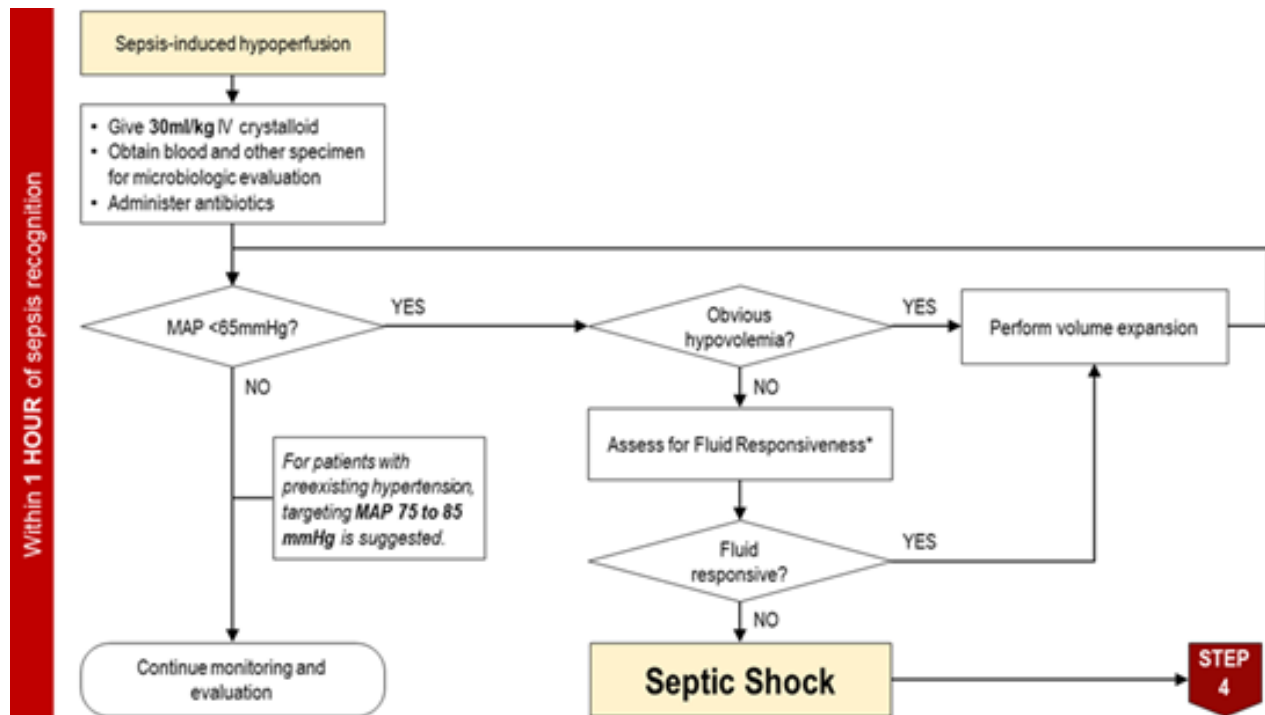 Within 1 HOUR of sepsis recognition
Sepsis-induced hypoperfusion
• Give 30ml/kg IV crystalloid
• Obtain blood and other specimen
for microbiologic evaluation
• Administer antibiotics
MAP <65mmHg?
YES
Obvious
hypovolemia?
YES
Perform volume expansion
NO
NO
For patients with
preexisting hypertension,
targeting MAP 75 to 85
mmHg is suggested.
Assess for Fluid Responsiveness*
Fluid
responsive?
YES
NO
Continue monitoring and
evaluation
Septic Shock
STEP
4